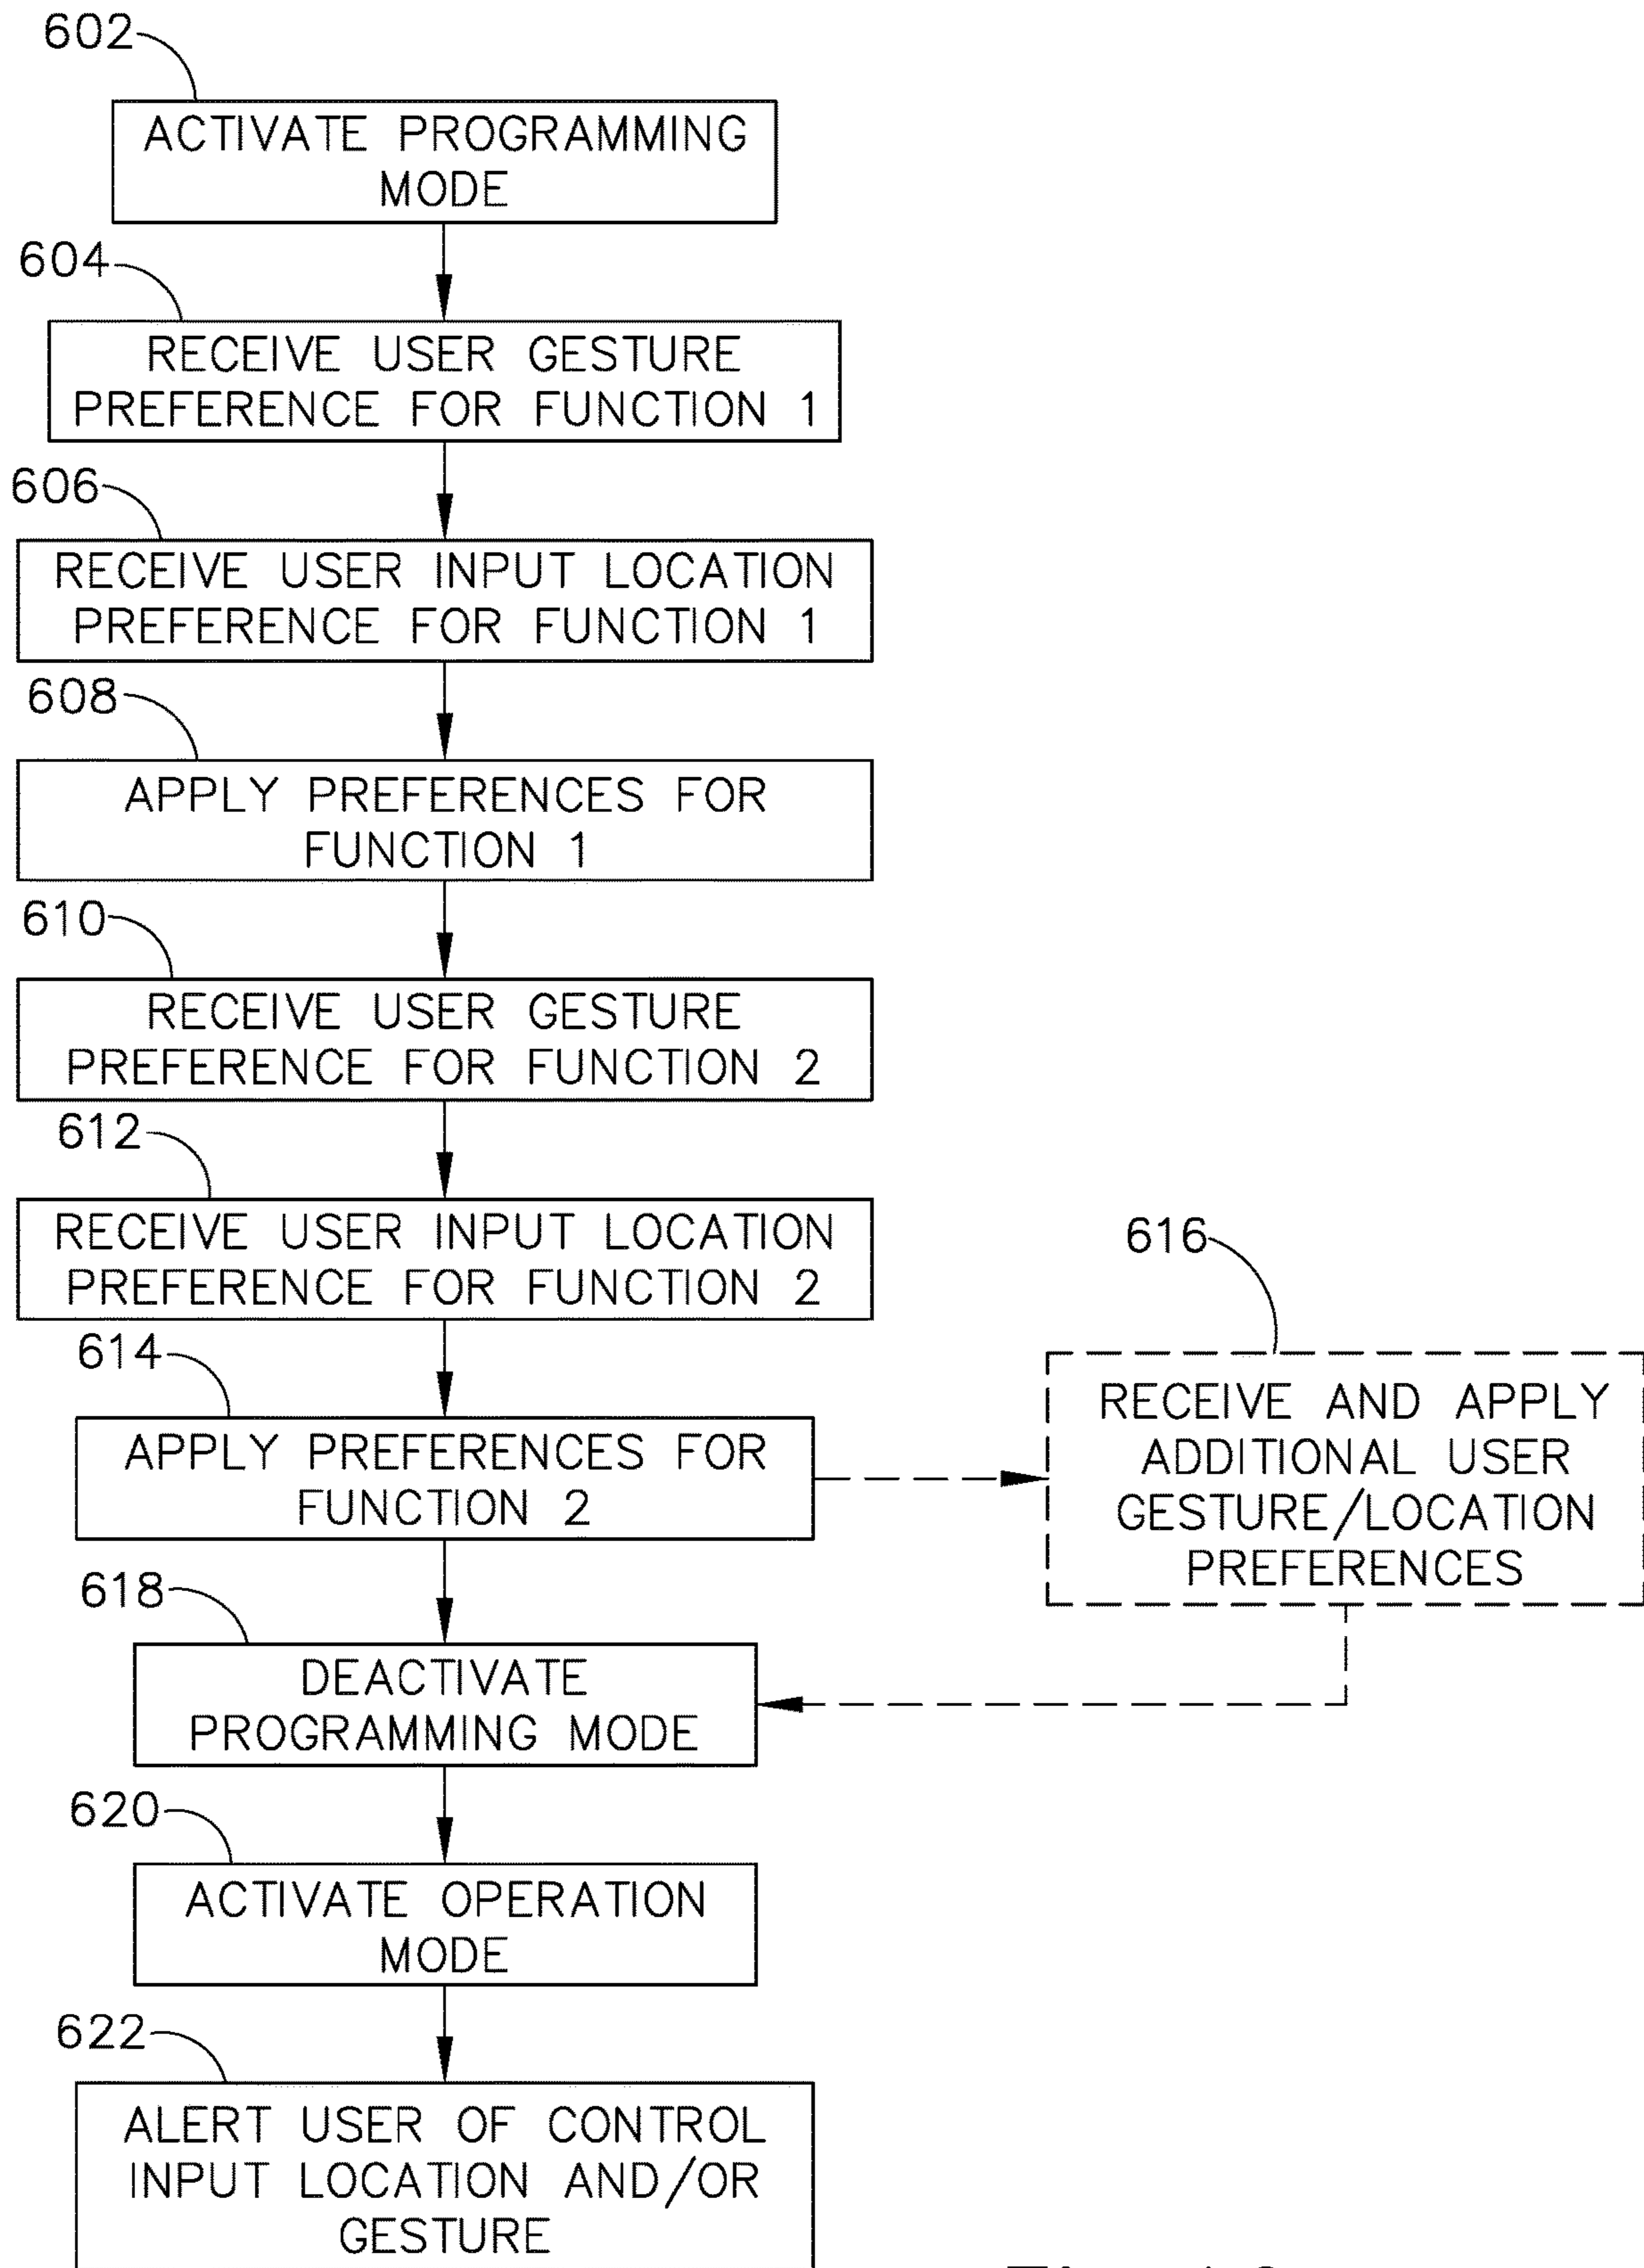 602
ACTIVATE PROGRAMMING
MODE
604
RECEIVE USER GESTURE
PREFERENCE FOR FUNCTION 1
606
RECEIVE USER INPUT LOCATION
PREFERENCE FOR FUNCTION 1
608
APPLY PREFERENCES FOR
FUNCTION 1
610
RECEIVE USER GESTURE
PREFERENCE FOR FUNCTION 2
612
RECEIVE USER INPUT LOCATION
PREFERENCE FOR FUNCTION 2
614
APPLY PREFERENCES FOR
FUNCTION 2
616
RECEIVE AND APPLY
ADDITIONAL USER
GESTURE/LOCATION
PREFERENCES
618
DEACTIVATE
PROGRAMMING MODE
620
ACTIVATE OPERATION
MODE
622
ALERT USER OF CONTROL
INPUT LOCATION AND/OR
GESTURE